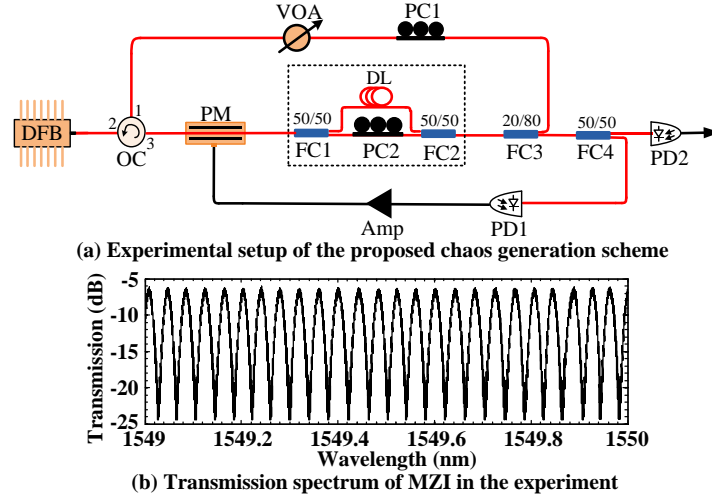 VOA
PC1
DL
DFB
2
1
3
OC
PM
50/50
50/50
20/80
50/50
FC1
PC2
FC2
FC3
FC4
PD2
Amp
PD1
(a) Experimental setup of the proposed chaos generation scheme
Transmission (dB)
-5
-10
-15
-20
-25
1549
1549.2
1549.4
1549.6
1549.8
1550
Wavelength (nm)
(b) Transmission spectrum of MZI in the experiment